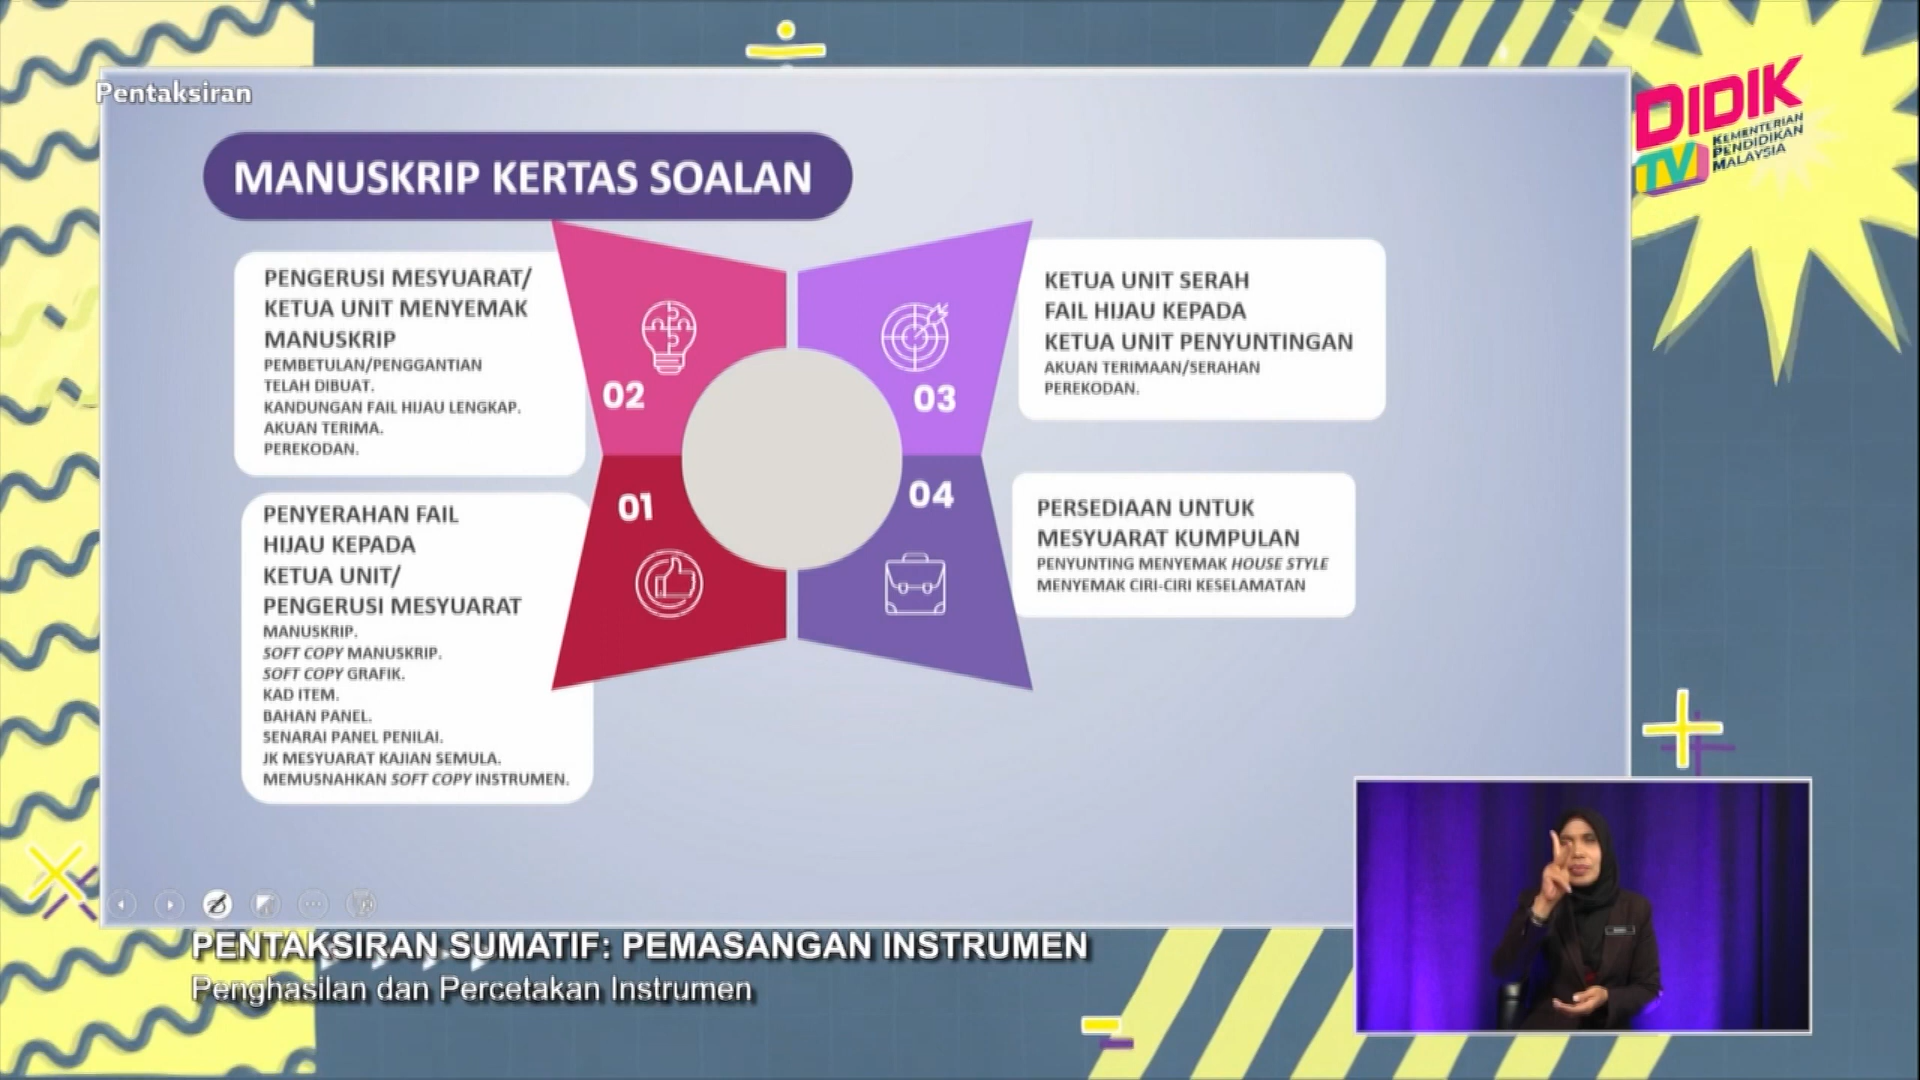 Pentaksiran
DIDIK
TV
KEMENTERIAN
PENDIDIKAN
MALAYSIA
MANUSKRIP KERTAS SOALAN
PENGERUSI MESYUARAT/
KETUA UNIT MENYEMAK
MANUSKRIP
PEMBETULAN/PENGGANTIAN
TELAH DIBUAT.
KANDUNGAN FAIL HIJAU LENGKAP.
AKUAN TERIMA.
PEREKODAN.
02
03
KETUA UNIT SERAH
FAIL HIJAU KEPADA
KETUA UNIT PENYUNTINGAN
AKUAN TERIMAAN/SERAHAN
PEREKODAN.
PENYERAHAN FAIL
HIJAU KEPADA
KETUA UNIT/
PENGERUSI MESYUARAT
MANUSKRIP.
SOFT COPY MANUSKRIP.
SOFT COPY GRAFIK.
KAD ITEM.
BAHAN PANEL.
SENARAI PANEL PENILAI.
JK MESYUARAT KAJIAN SEMULA.
MEMUSNAHKAN SOFT COPY INSTRUMEN.
01
04
PERSEDIAAN UNTUK
MESYUARAT KUMPULAN
PENYUNTING MENYEMAK HOUSE STYLE
MENYEMAK CIRI-CIRI KESELAMATAN
PENTAKSIRAN SUMATIF: PEMASANGAN INSTRUMEN
Penghasilan dan Percetakan Instrumen